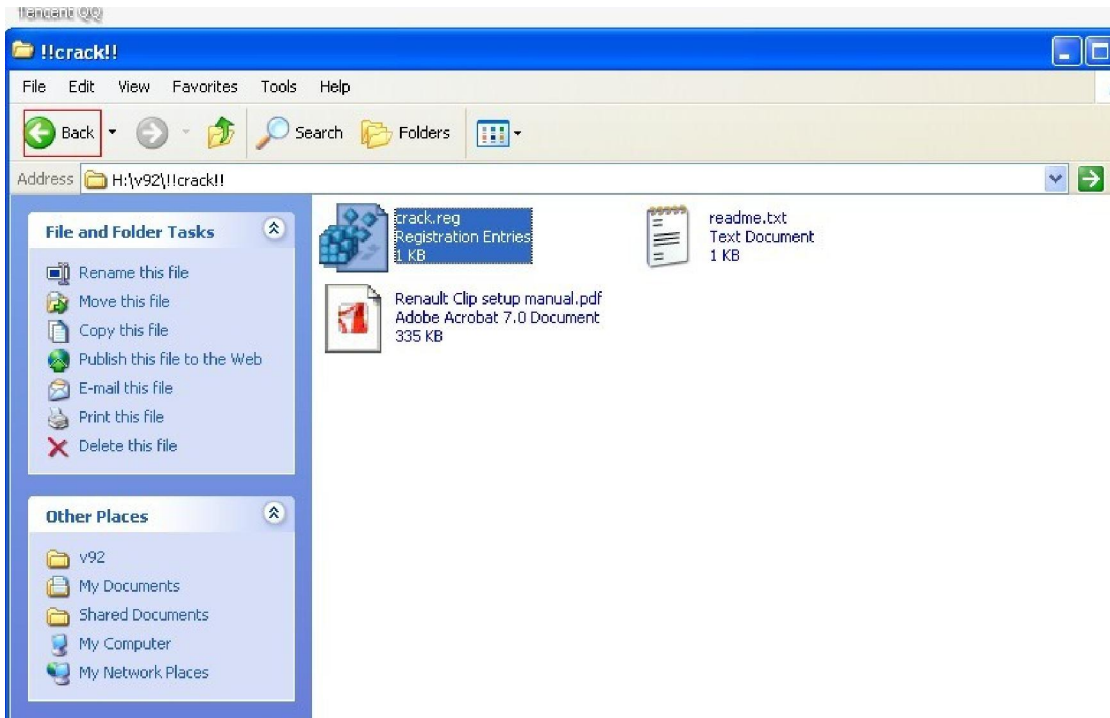 !!crack!!
File Edit View Favorites Tools Help
Back Search Folders
Address H:\v92\!!crack!!
File and Folder Tasks
Rename this file
Move this file
Copy this file
Publish this file to the Web
E-mail this file
Print this file
Delete this file
Other Places
v92
My Documents
Shared Documents
My Computer
My Network Places
crack.reg
Registration Entries
1 KB
readme.txt
Text Document
1 KB
Renault Clip setup manual.pdf
Adobe Acrobat 7.0 Document
335 KB